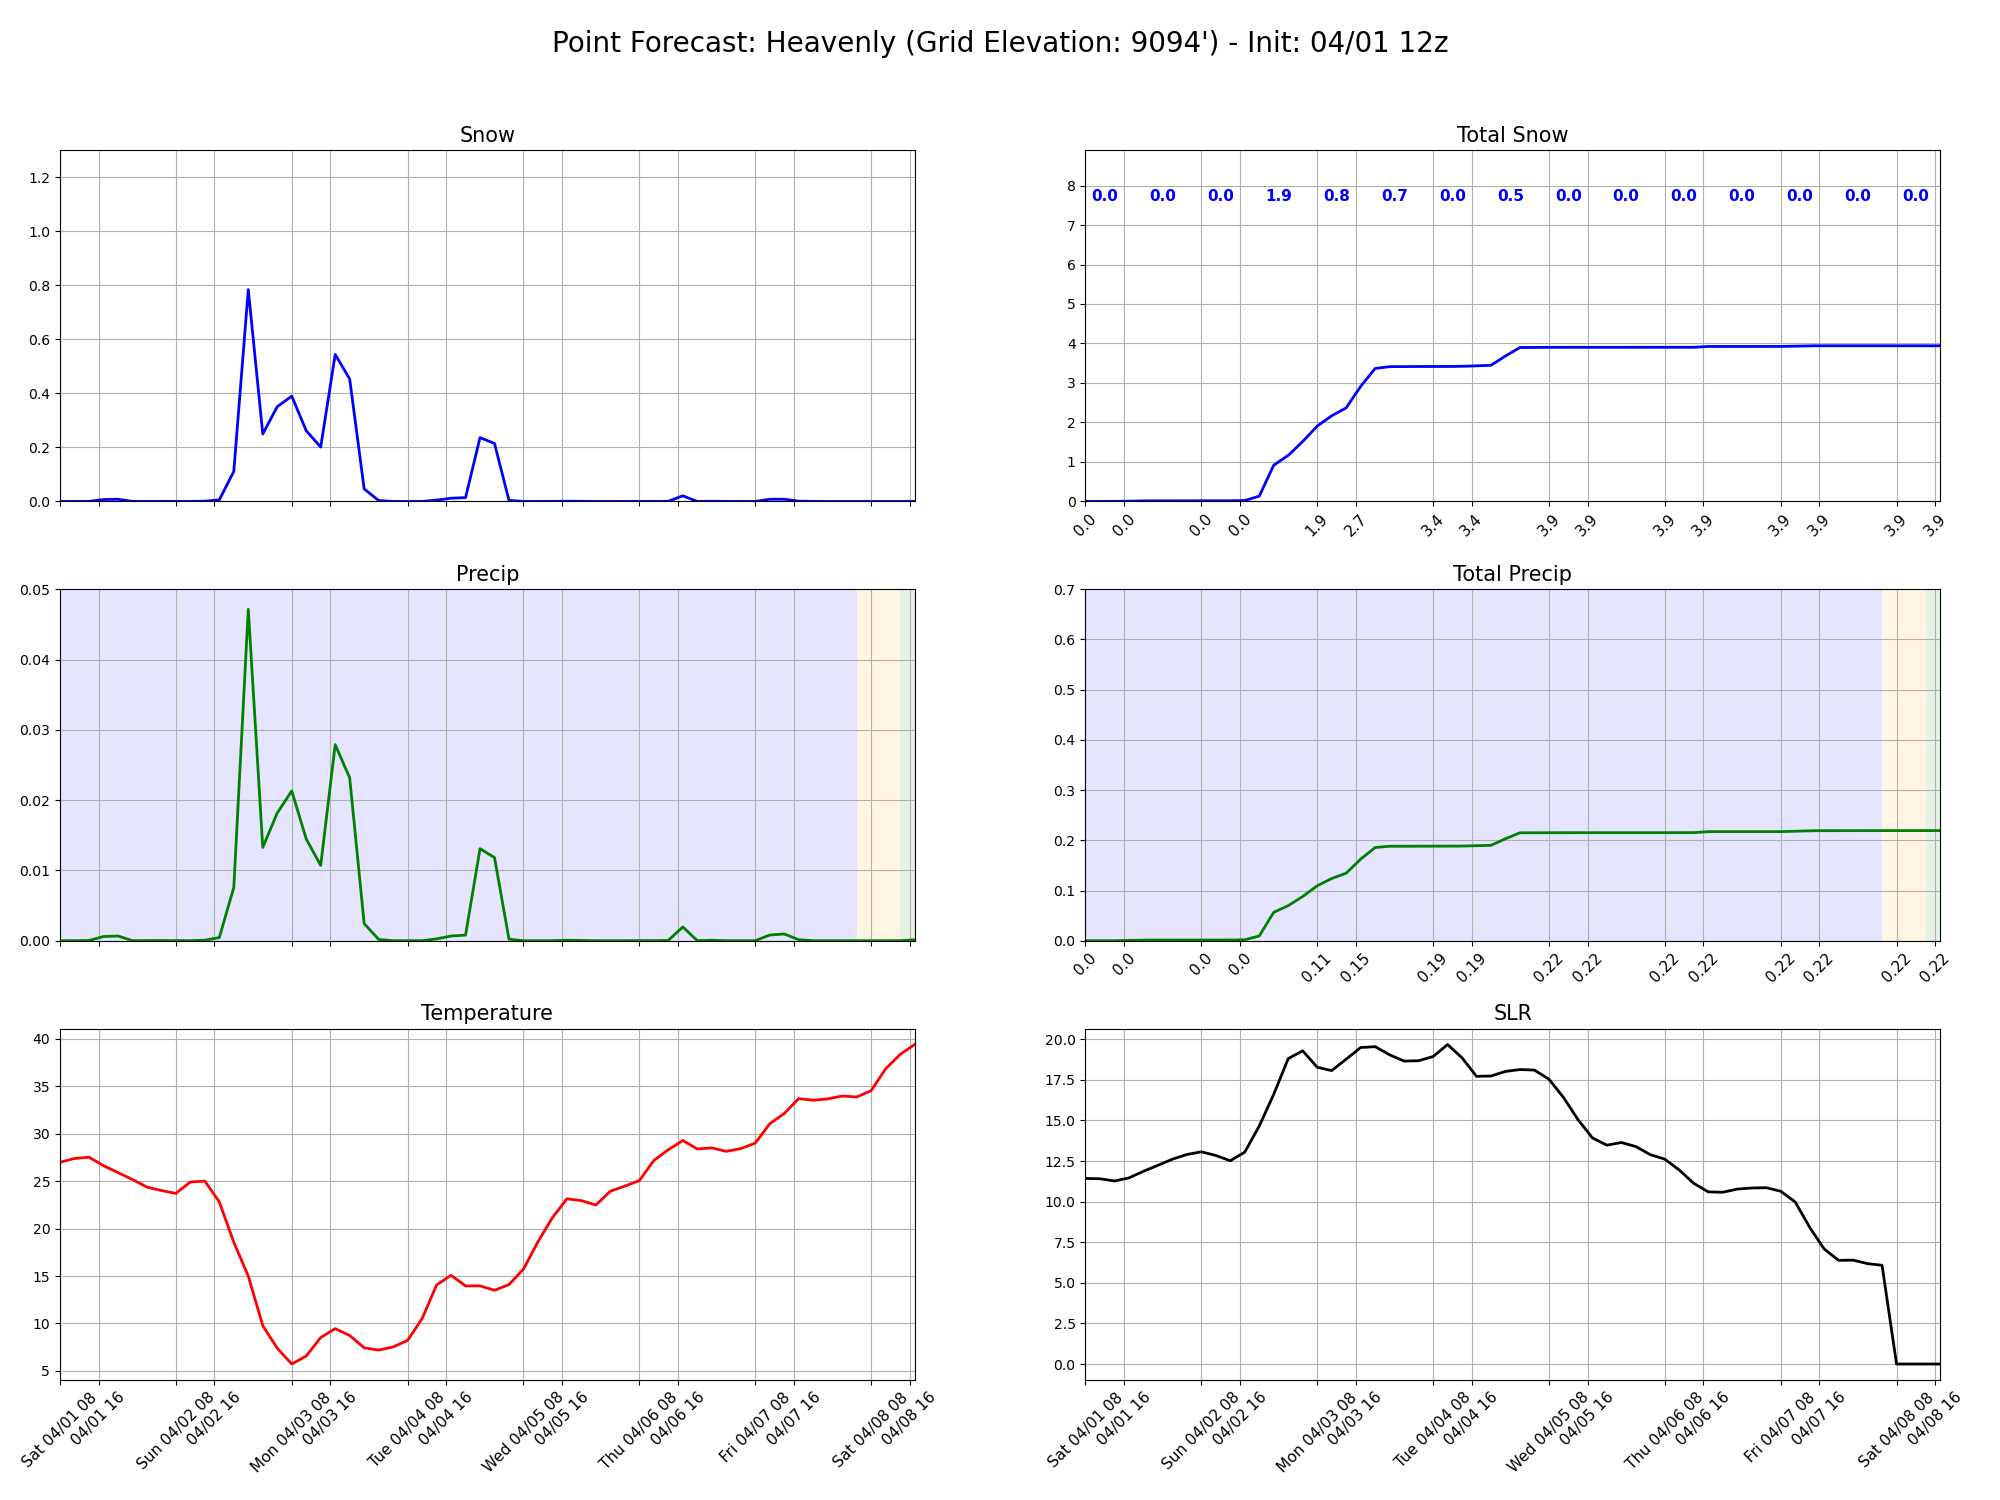 Point Forecast: Heavenly (Grid Elevation: 9094') - Init: 04/01 12z
Snow
1.2
1.0
0.8
0.6
0.4
0.2
0.0
Total Snow
8
7
6
5
4
3
2
1
0
0.0 0.0 0.0 1.9 0.8 0.7 0.0 0.5 0.0 0.0 0.0 0.0 0.0 0.0 0.0
0.0 0.0 0.0 0.0 1.9 2.7 3.4 3.4 3.9 3.9 3.9 3.9 3.9 3.9 3.9 3.9
Precip
0.05
0.04
0.03
0.02
0.01
0.00
Total Precip
0.7
0.6
0.5
0.4
0.3
0.2
0.1
0.0
0.0 0.0 0.0 0.0 0.11 0.15 0.19 0.19 0.22 0.22 0.22 0.22 0.22 0.22 0.22 0.22
Temperature
40
35
30
25
20
15
10
5
Sat 04/01 08
04/01 16
Sun 04/02 08
04/02 16
Mon 04/03 08
04/03 16
Tue 04/04 08
04/04 16
Wed 04/05 08
04/05 16
Thu 04/06 08
04/06 16
Fri 04/07 08
04/07 16
Sat 04/08 08
04/08 16
SLR
20.0
17.5
15.0
12.5
10.0
7.5
5.0
2.5
0.0
Sat 04/01 08
04/01 16
Sun 04/02 08
04/02 16
Mon 04/03 08
04/03 16
Tue 04/04 08
04/04 16
Wed 04/05 08
04/05 16
Thu 04/06 08
04/06 16
Fri 04/07 08
04/07 16
Sat 04/08 08
04/08 16